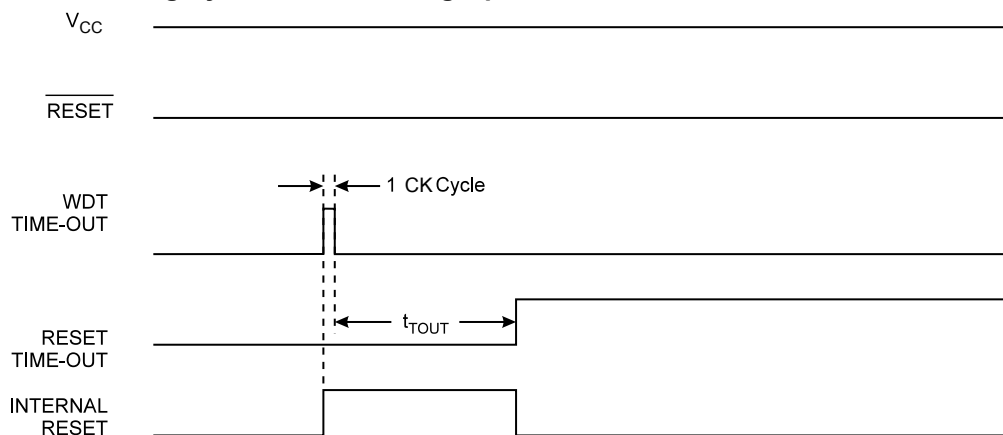 VCC
RESET
WDT
TIME-OUT
1 CK Cycle
RESET
TIME-OUT
tTOUT
INTERNAL
RESET